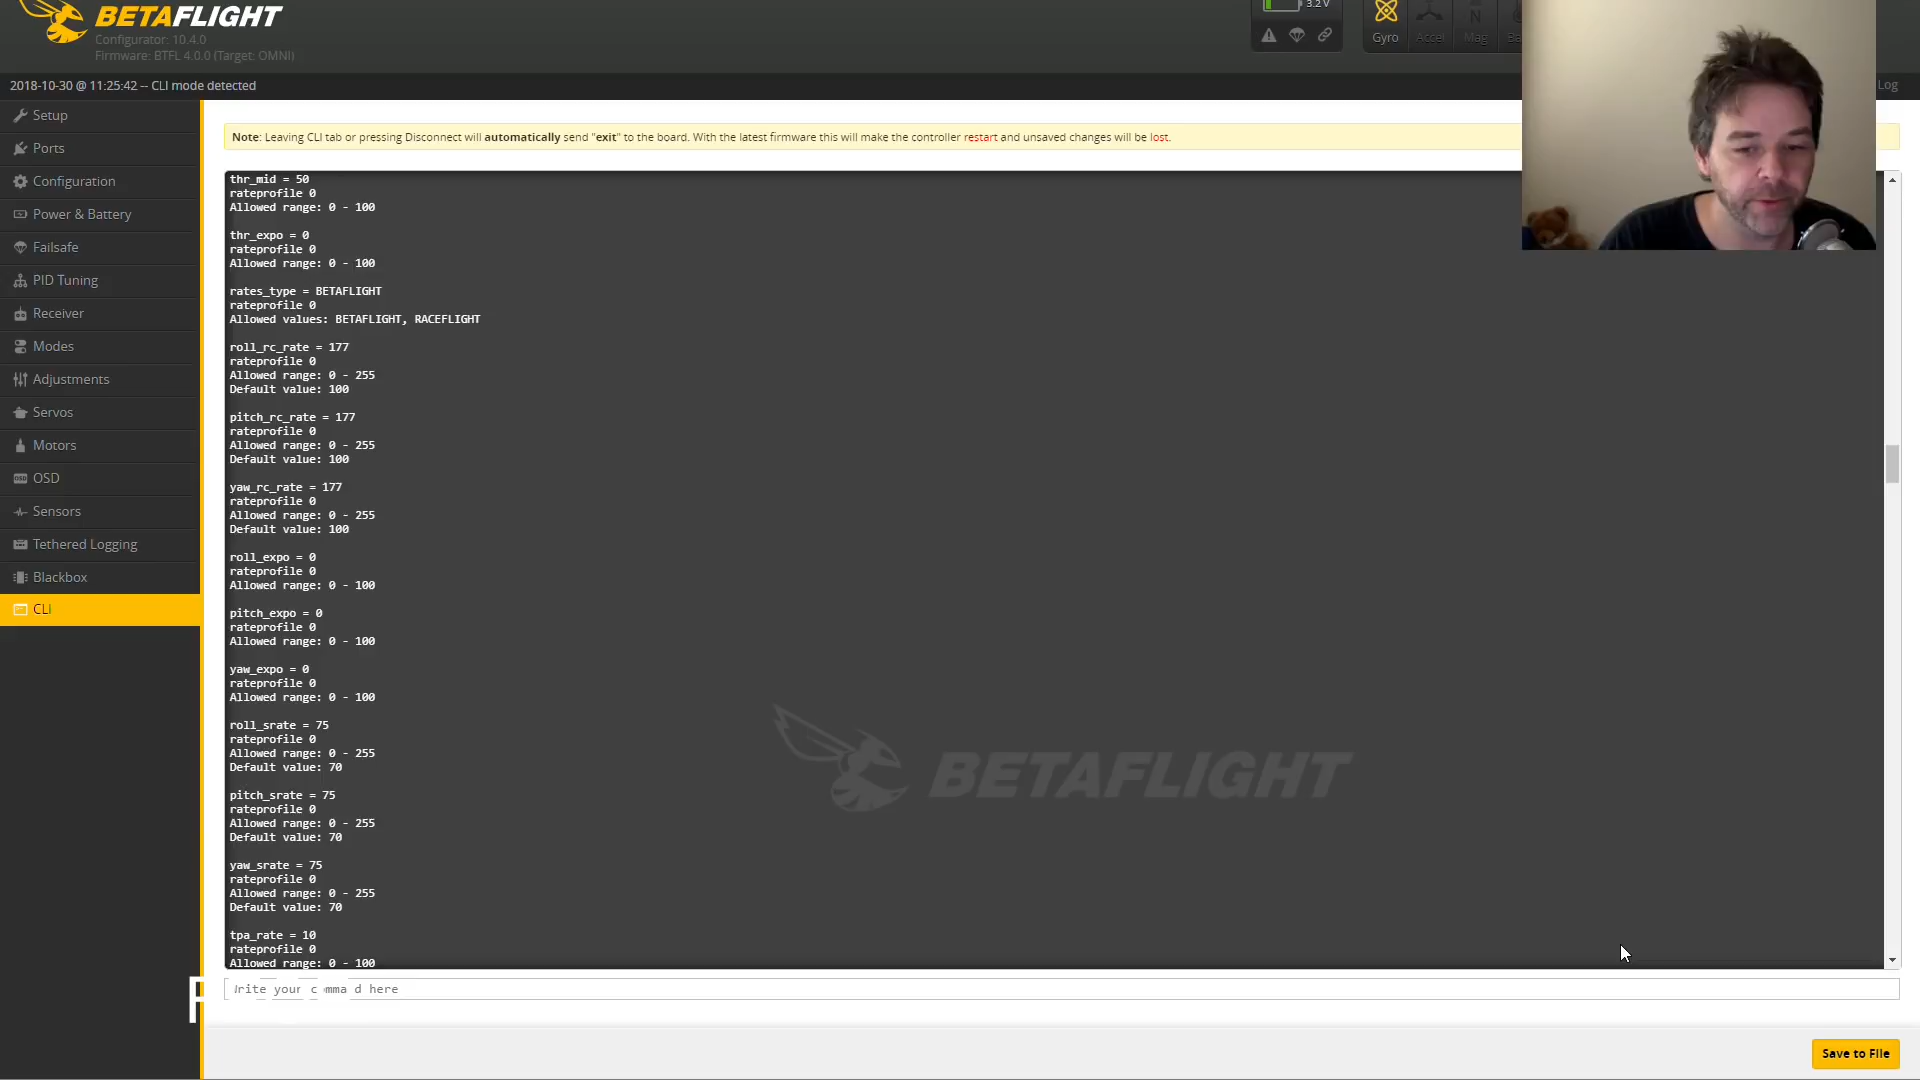 BETAFLIGHT
Configurator: 10.4.0
Firmware: BTFL 4.0.0 (Target: OMNI)
3.2 V
Gyro
Accel
Mag
2018-10-30 @ 11:25:42 -- CLI mode detected
Log
Setup
Ports
Configuration
Power & Battery
Failsafe
PID Tuning
Receiver
Modes
Adjustments
Servos
Motors
OSD
Sensors
Tethered Logging
Blackbox
CLI
Note: Leaving CLI tab or pressing Disconnect will automatically send "exit" to the board. With the latest firmware this will make the controller restart and unsaved changes will be lost.
thr_mid = 50
rateprofile 0
Allowed range: 0 - 100
thr_expo = 0
rateprofile 0
Allowed range: 0 - 100
rates_type = BETAFLIGHT
rateprofile 0
Allowed values: BETAFLIGHT, RACEFLIGHT
roll_rc_rate = 177
rateprofile 0
Allowed range: 0 - 255
Default value: 100
pitch_rc_rate = 177
rateprofile 0
Allowed range: 0 - 255
Default value: 100
yaw_rc_rate = 177
rateprofile 0
Allowed range: 0 - 255
Default value: 100
roll_expo = 0
rateprofile 0
Allowed range: 0 - 100
pitch_expo = 0
rateprofile 0
Allowed range: 0 - 100
yaw_expo = 0
rateprofile 0
Allowed range: 0 - 100
roll_srate = 75
rateprofile 0
Allowed range: 0 - 255
Default value: 70
pitch_srate = 75
rateprofile 0
Allowed range: 0 - 255
Default value: 70
yaw_srate = 75
rateprofile 0
Allowed range: 0 - 255
Default value: 70
tpa_rate = 10
rateprofile 0
Allowed range: 0 - 100
BETAFLIGHT
your here
Save to File